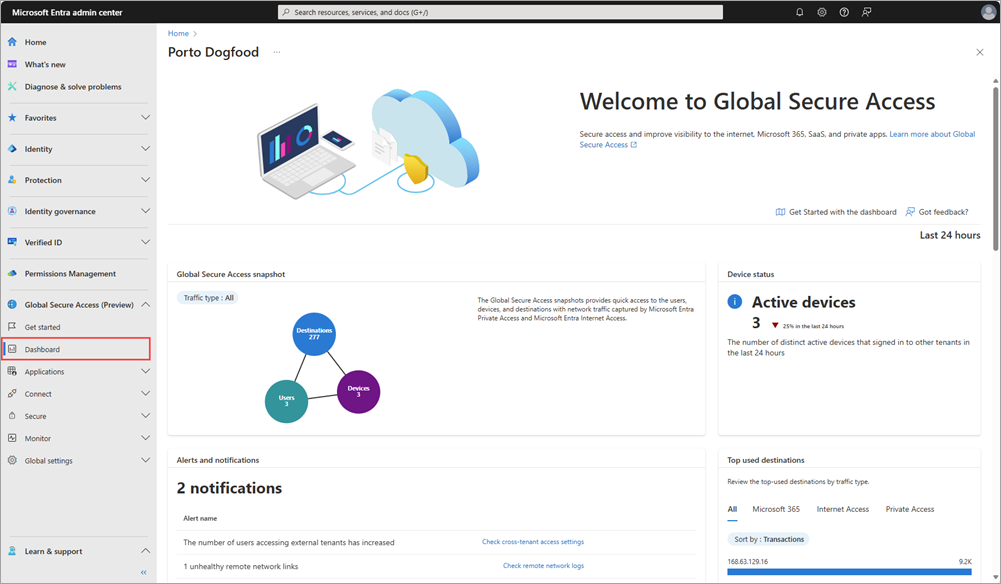 Microsoft Entra admin center
Search resources, services, and docs (G+/)
Home
What's new
Diagnose & solve problems
Favorites
Identity
Protection
Identity governance
Verified ID
Permissions Management
Global Secure Access (Preview)
Get started
Dashboard
Applications
Connect
Secure
Monitor
Global settings
Learn & support
Home
Porto Dogfood
Welcome to Global Secure Access
Secure access and improve visibility to the internet, Microsoft 365, SaaS, and private apps. Learn more about Global
Secure Access
Get Started with the dashboard
Got feedback?
Last 24 hours
Global Secure Access snapshot
Traffic type : All
Destinations
277
Users
3
Devices
3
The Global Secure Access snapshots provides quick access to the users,
devices, and destinations with network traffic captured by Microsoft Entra
Private Access and Microsoft Entra Internet Access.
Device status
Active devices
3
25% in the last 24 hours
The number of distinct active devices that signed in to other tenants in
the last 24 hours
Alerts and notifications
2 notifications
Alert name
The number of users accessing external tenants has increased
Check cross-tenant access settings
1 unhealthy remote network links
Check remote network logs
Top used destinations
Review the top-used destinations by traffic type.
All
Microsoft 365
Internet Access
Private Access
Sort by : Transactions
168.63.129.16
9.2K